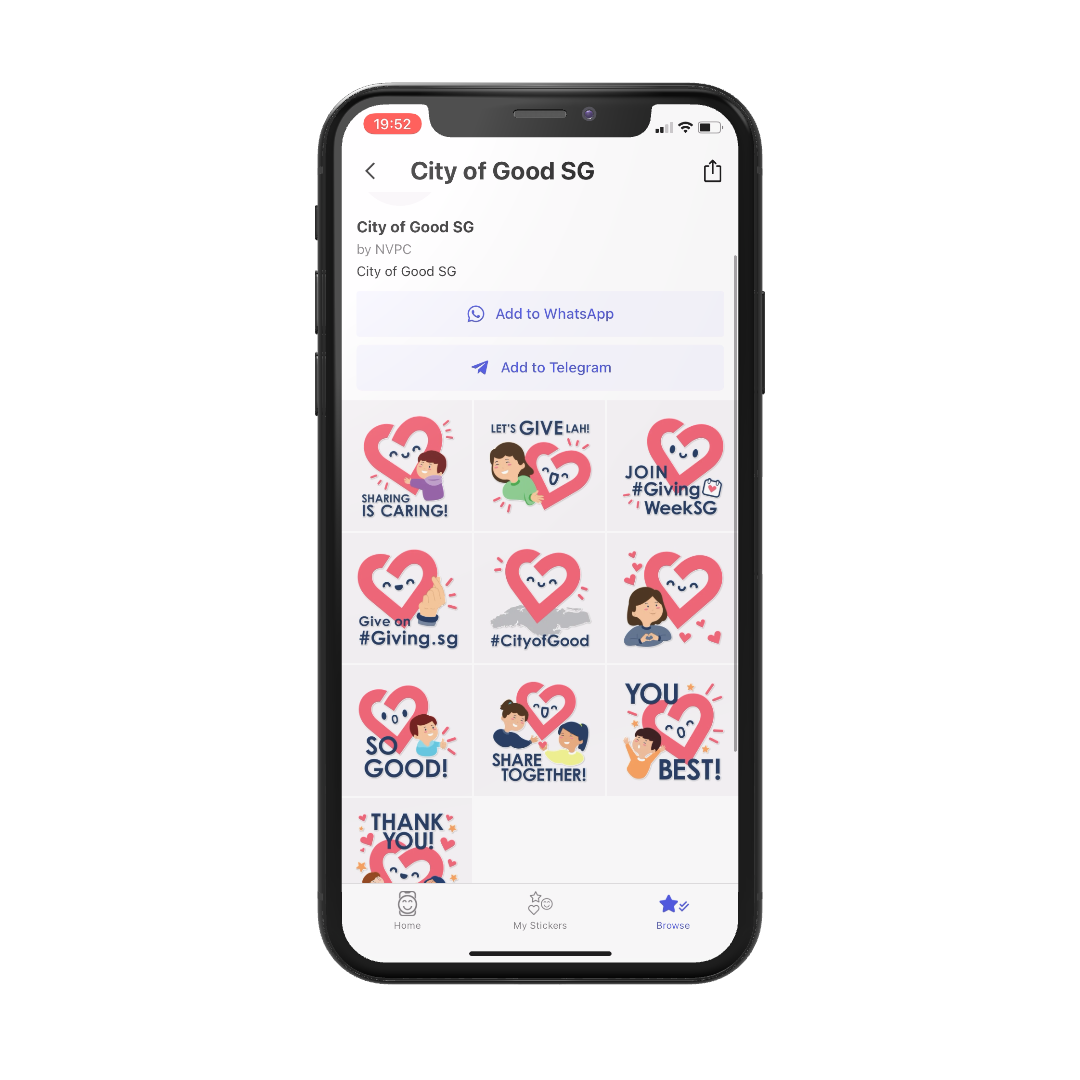 19:52
City of Good SG
City of Good SG
by NVPC
City of Good SG
Add to WhatsApp
Add to Telegram
SHARING
IS CARING!
LET'S GIVE LAH!
JOIN
#Giving
WeekSG
Give on
#Giving.sg
#CityofGood
SO
GOOD!
SHARE
TOGETHER!
YOU
BEST!
THANK
YOU!
Home
My Stickers
Browse